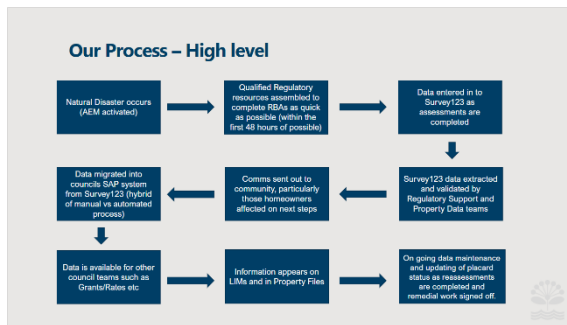 Our Process – High level
Natural Disaster occurs
(AEM activated)
Qualified Regulatory
resources assembled to
complete RBAs as quick
as possible (within the
first 48 hours of possible)
Data entered in to
Survey123 as
assessments are
completed
Survey123 data extracted
and validated by
Regulatory Support and
Property Data teams
Comms sent out to
community, particularly
those homeowners
affected on next steps
Data migrated into
councils SAP system
from Survey123 (hybrid
of manual vs automated
process)
Data is available for other
council teams such as
Grants/Rates etc
Information appears on
LIMs and in Property Files
On going data maintenance
and updating of placard
status as reassessments
are completed and
remedial work signed off.